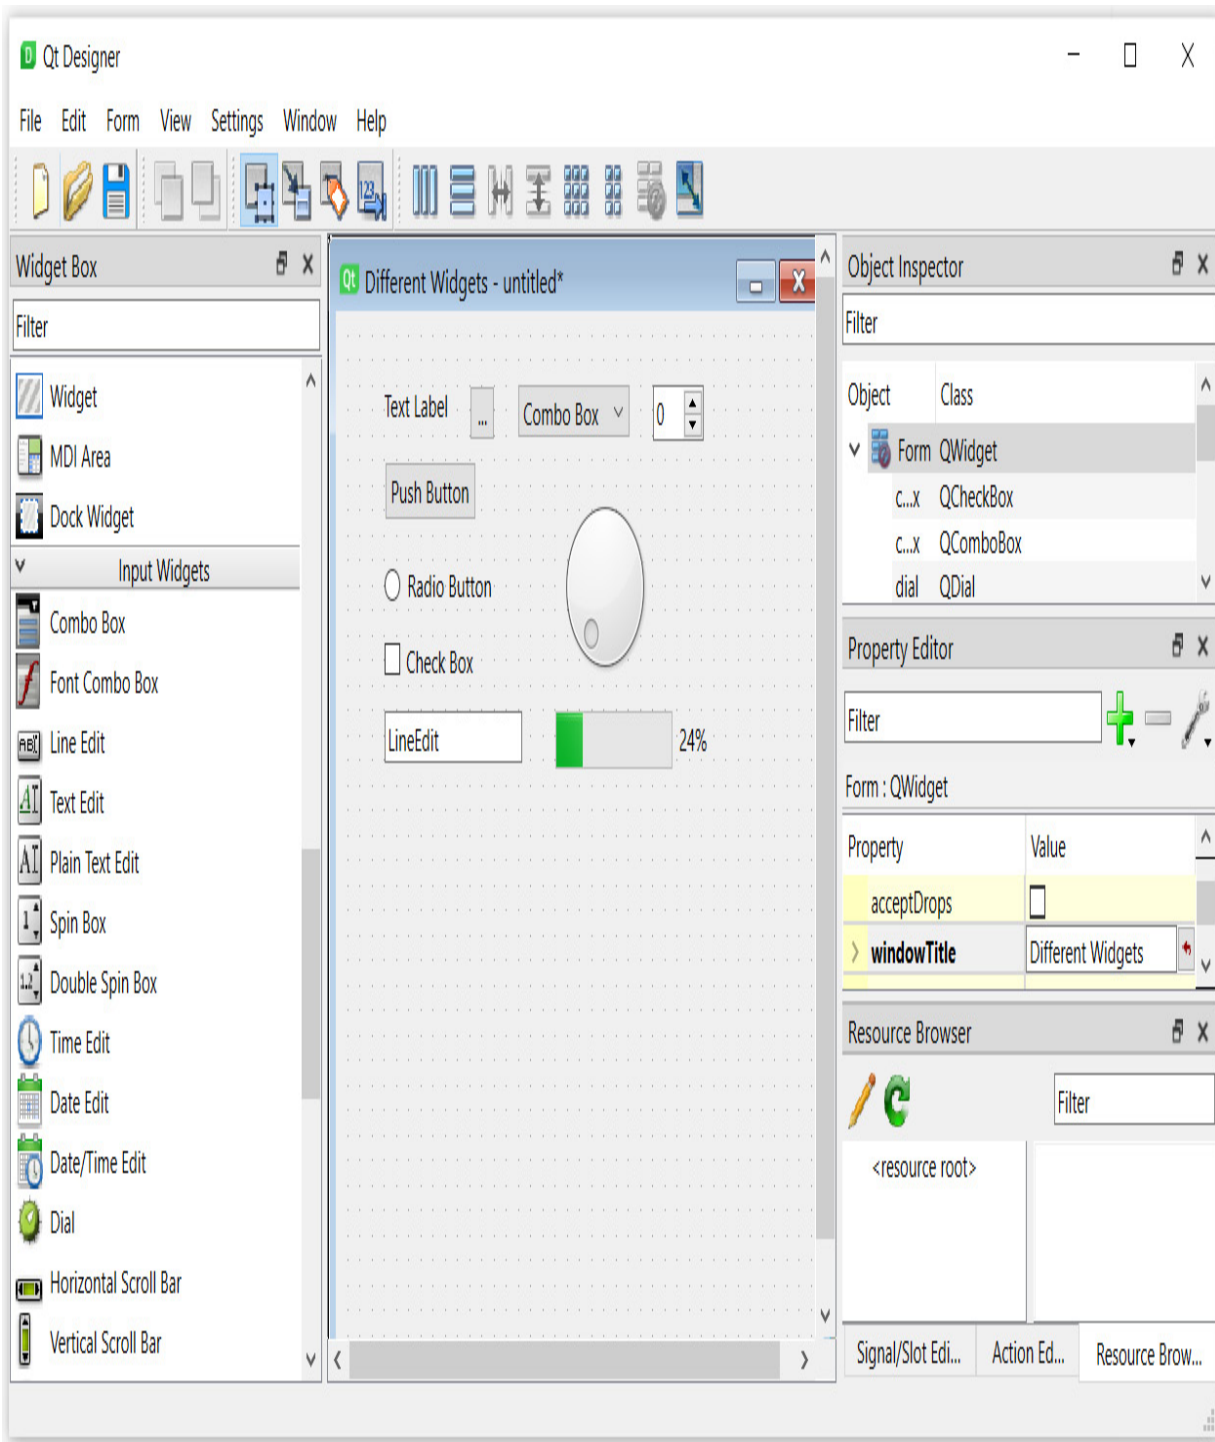 Qt Designer
File Edit Form View Settings Window Help
Widget Box
Filter
Widget
MDI Area
Dock Widget
Input Widgets
Combo Box
Font Combo Box
Line Edit
Text Edit
Plain Text Edit
Spin Box
Double Spin Box
Time Edit
Date Edit
Date/Time Edit
Dial
Horizontal Scroll Bar
Vertical Scroll Bar
Different Widgets - untitled*
Text Label ... Combo Box 0
Push Button
Radio Button
Check Box
LineEdit 24%
Object Inspector
Filter
Object Class
Form QWidget
c...x QCheckBox
c...x QComboBox
dial QDial
Property Editor
Filter
Form : QWidget
Property Value
acceptDrops
windowTitle Different Widgets
Resource Browser
Filter
<resource root>
Signal/Slot Edi... Action Ed... Resource Brow...